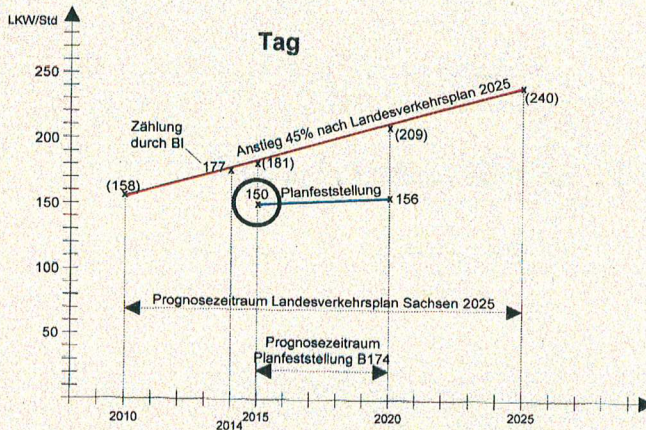 LKW/Std
Tag
250
200
150
100
50
Zählung
durch BI
Anstieg 45% nach Landesverkehrsplan 2025
(158)
177
(181)
(209)
(240)
150
Planfeststellung
156
Prognosezeitraum Landesverkehrsplan Sachsen 2025
Prognosezeitraum
Planfeststellung B174
2010
2014
2015
2020
2025